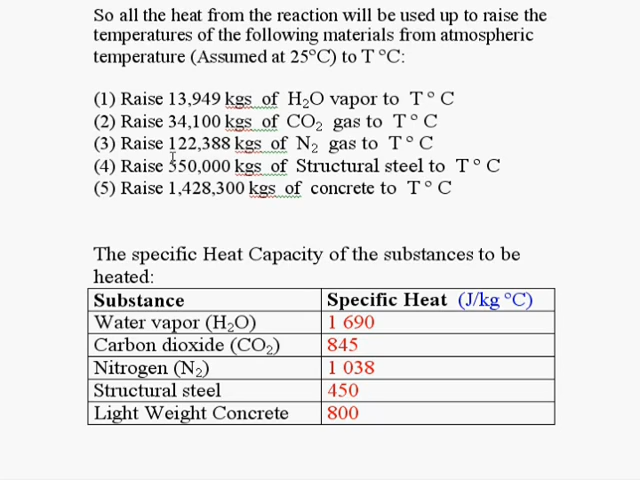 So all the heat from the reaction will be used up to raise the
temperatures of the following materials from atmospheric
temperature (Assumed at 25°C) to T °C:
(1) Raise 13,949 kgs of H₂O vapor to T° C
(2) Raise 34,100 kgs of CO₂ gas to T° C
(3) Raise 122,388 kgs of N₂ gas to T° C
(4) Raise 550,000 kgs of Structural steel to T° C
(5) Raise 1,428,300 kgs of concrete to T° C
The specific Heat Capacity of the substances to be
heated:
Substance Specific Heat (J/kg °C)
Water vapor (H₂O) 1 690
Carbon dioxide (CO₂) 845
Nitrogen (N₂) 1 038
Structural steel 450
Light Weight Concrete 800